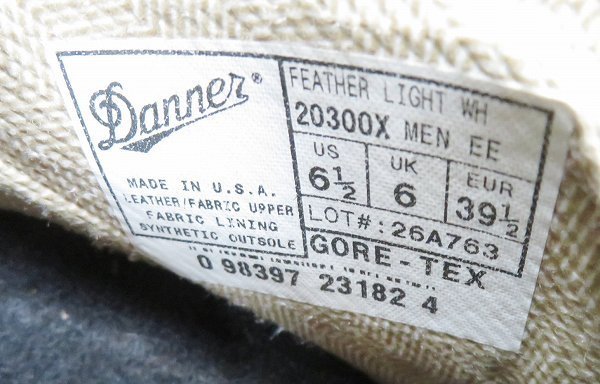 Danner®
MADE IN U.S.A.
LEATHER/FABRIC UPPER
FABRIC LINING
SYNTHETIC OUTSOLE
FEATHER LIGHT WH
20300X MEN EE
US UK EUR
6½ 6 39½
LOT#:26A763
GORE-TEX
0 98397 23182 4